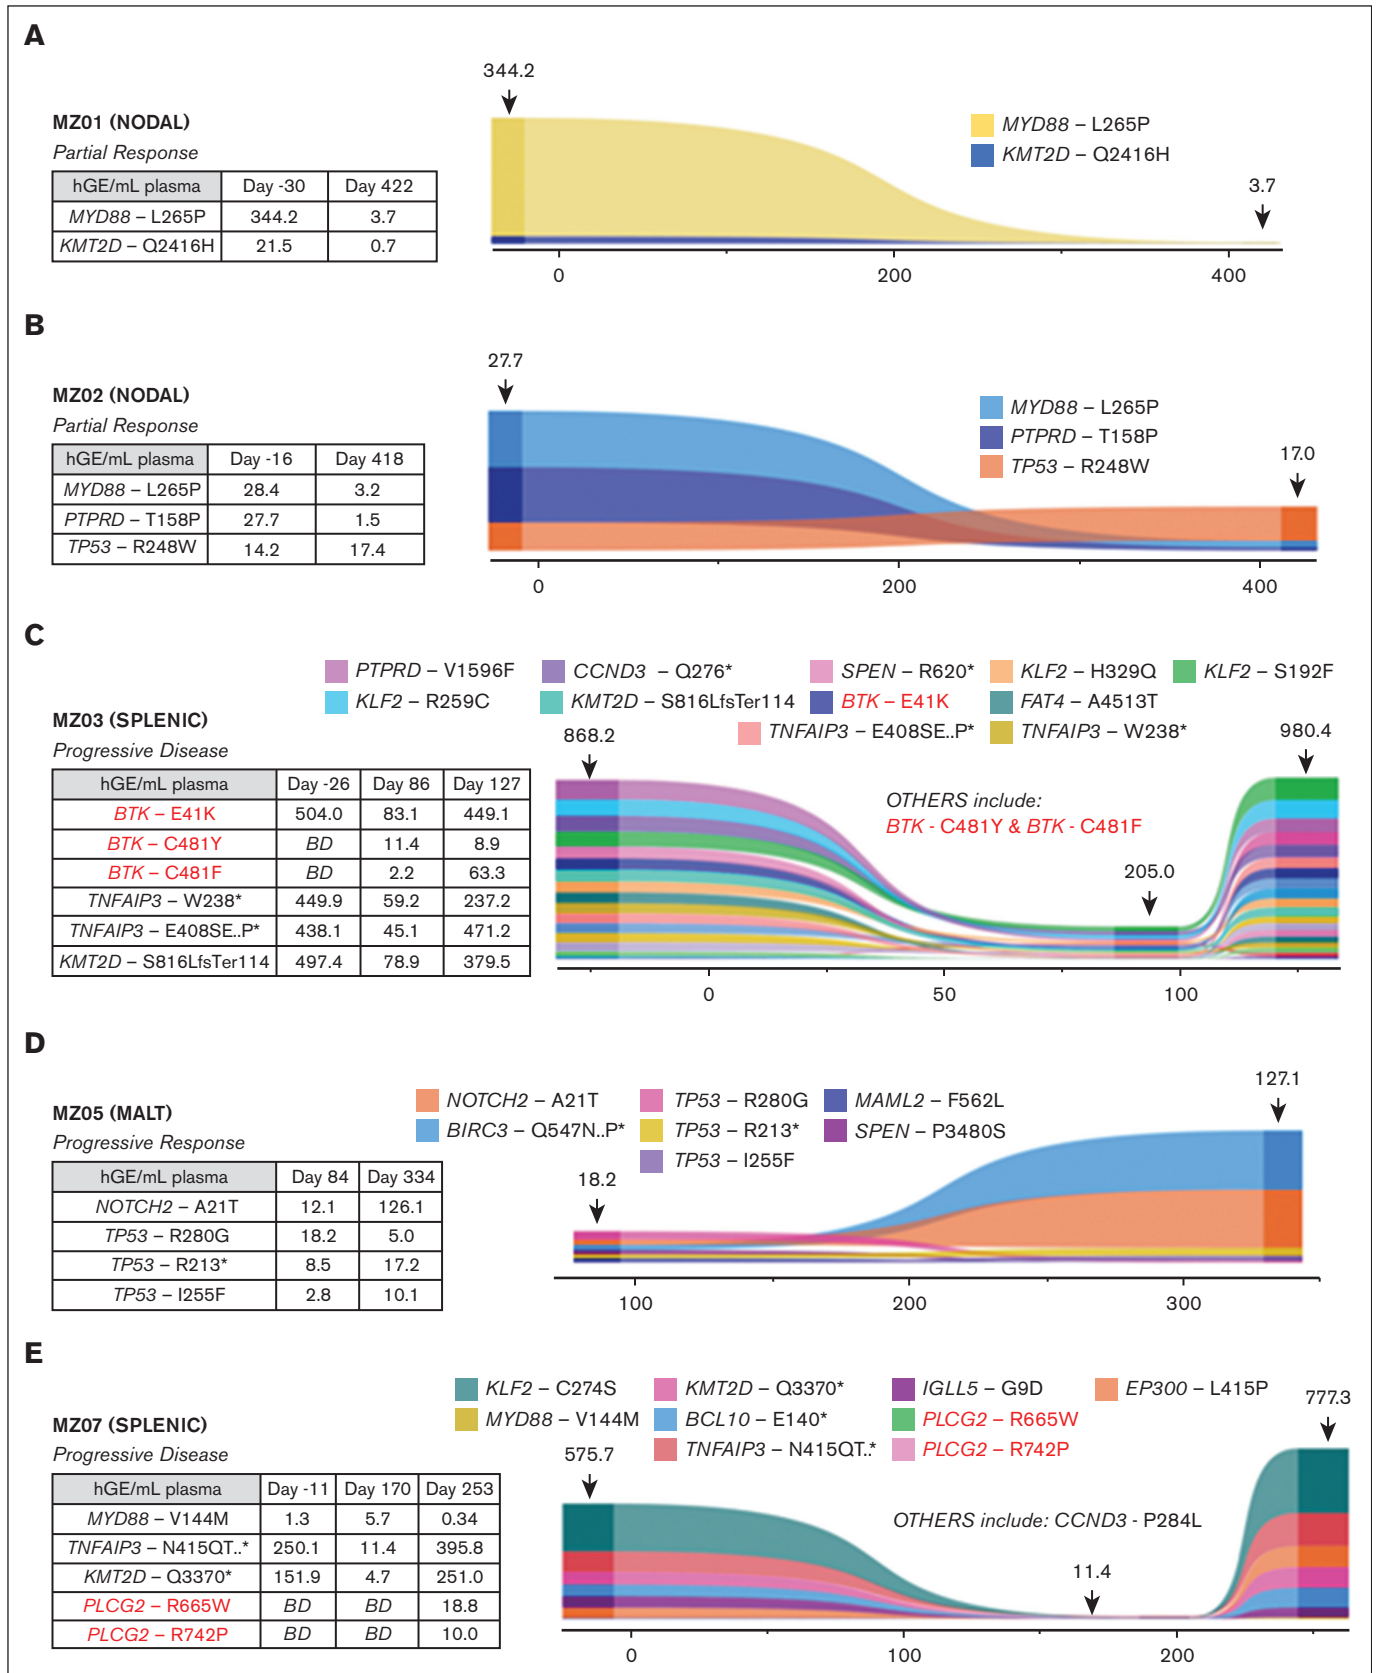 A
344.2
MZ01 (NODAL)
Partial Response
MYD88 – L265P
KMT2D – Q2416H
3.7
hGE/mL plasma Day -30 Day 422
MYD88 – L265P 344.2 3.7
KMT2D – Q2416H 21.5 0.7
0 200 400
B
27.7
MZ02 (NODAL)
Partial Response
MYD88 – L265P
PTPRD – T158P
TP53 – R248W
17.0
hGE/mL plasma Day -16 Day 418
MYD88 – L265P 28.4 3.2
PTPRD – T158P 27.7 1.5
TP53 – R248W 14.2 17.4
0 200 400
C
PTPRD – V1596F CCND3 – Q276* SPEN – R620* KLF2 – H329Q KLF2 – S192F
KLF2 – R259C KMT2D – S816LfsTer114 BTK – E41K FAT4 – A4513T
TNFAIP3 – E408SE..P* TNFAIP3 – W238*
MZ03 (SPLENIC)
Progressive Disease
868.2
980.4
OTHERS include:
BTK - C481Y & BTK - C481F
205.0
hGE/mL plasma Day -26 Day 86 Day 127
BTK – E41K 504.0 83.1 449.1
BTK – C481Y BD 11.4 8.9
BTK – C481F BD 2.2 63.3
TNFAIP3 – W238* 449.9 59.2 237.2
TNFAIP3 – E408SE..P* 438.1 45.1 471.2
KMT2D – S816LfsTer114 497.4 78.9 379.5
0 50 100
D
MZ05 (MALT)
Progressive Response
NOTCH2 – A21T TP53 – R280G MAML2 – F562L
BIRC3 – Q547N..P* TP53 – R213* SPEN – P3480S
TP53 – I255F
127.1
18.2
hGE/mL plasma Day 84 Day 334
NOTCH2 – A21T 12.1 126.1
TP53 – R280G 18.2 5.0
TP53 – R213* 8.5 17.2
TP53 – I255F 2.8 10.1
100 200 300
E
KLF2 – C274S KMT2D – Q3370* IGLL5 – G9D EP300 – L415P
MYD88 – V144M BCL10 – E140* PLCG2 – R665W
TNFAIP3 – N415QT..* PLCG2 – R742P
777.3
MZ07 (SPLENIC)
Progressive Disease
575.7
OTHERS include: CCND3 - P284L
11.4
hGE/mL plasma Day -11 Day 170 Day 253
MYD88 – V144M 1.3 5.7 0.34
TNFAIP3 – N415QT..* 250.1 11.4 395.8
KMT2D – Q3370* 151.9 4.7 251.0
PLCG2 – R665W BD BD 18.8
PLCG2 – R742P BD BD 10.0
0 100 200